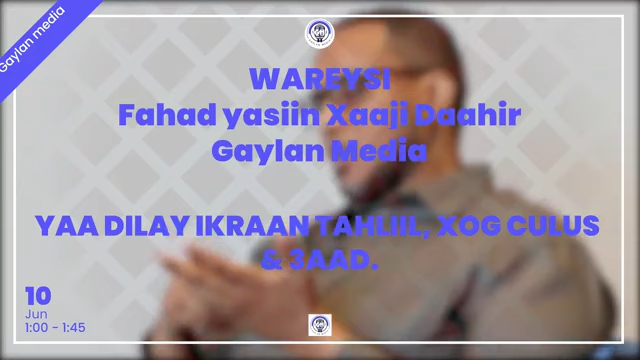 Gaylan media
WAREYSI
Fahad yasiin Xaaji Daahir
Gaylan Media
YAA DILAY IKRAAN TAHLIIL, XOG CULUS
& 3AAD.
10
Jun
1:00 - 1:45